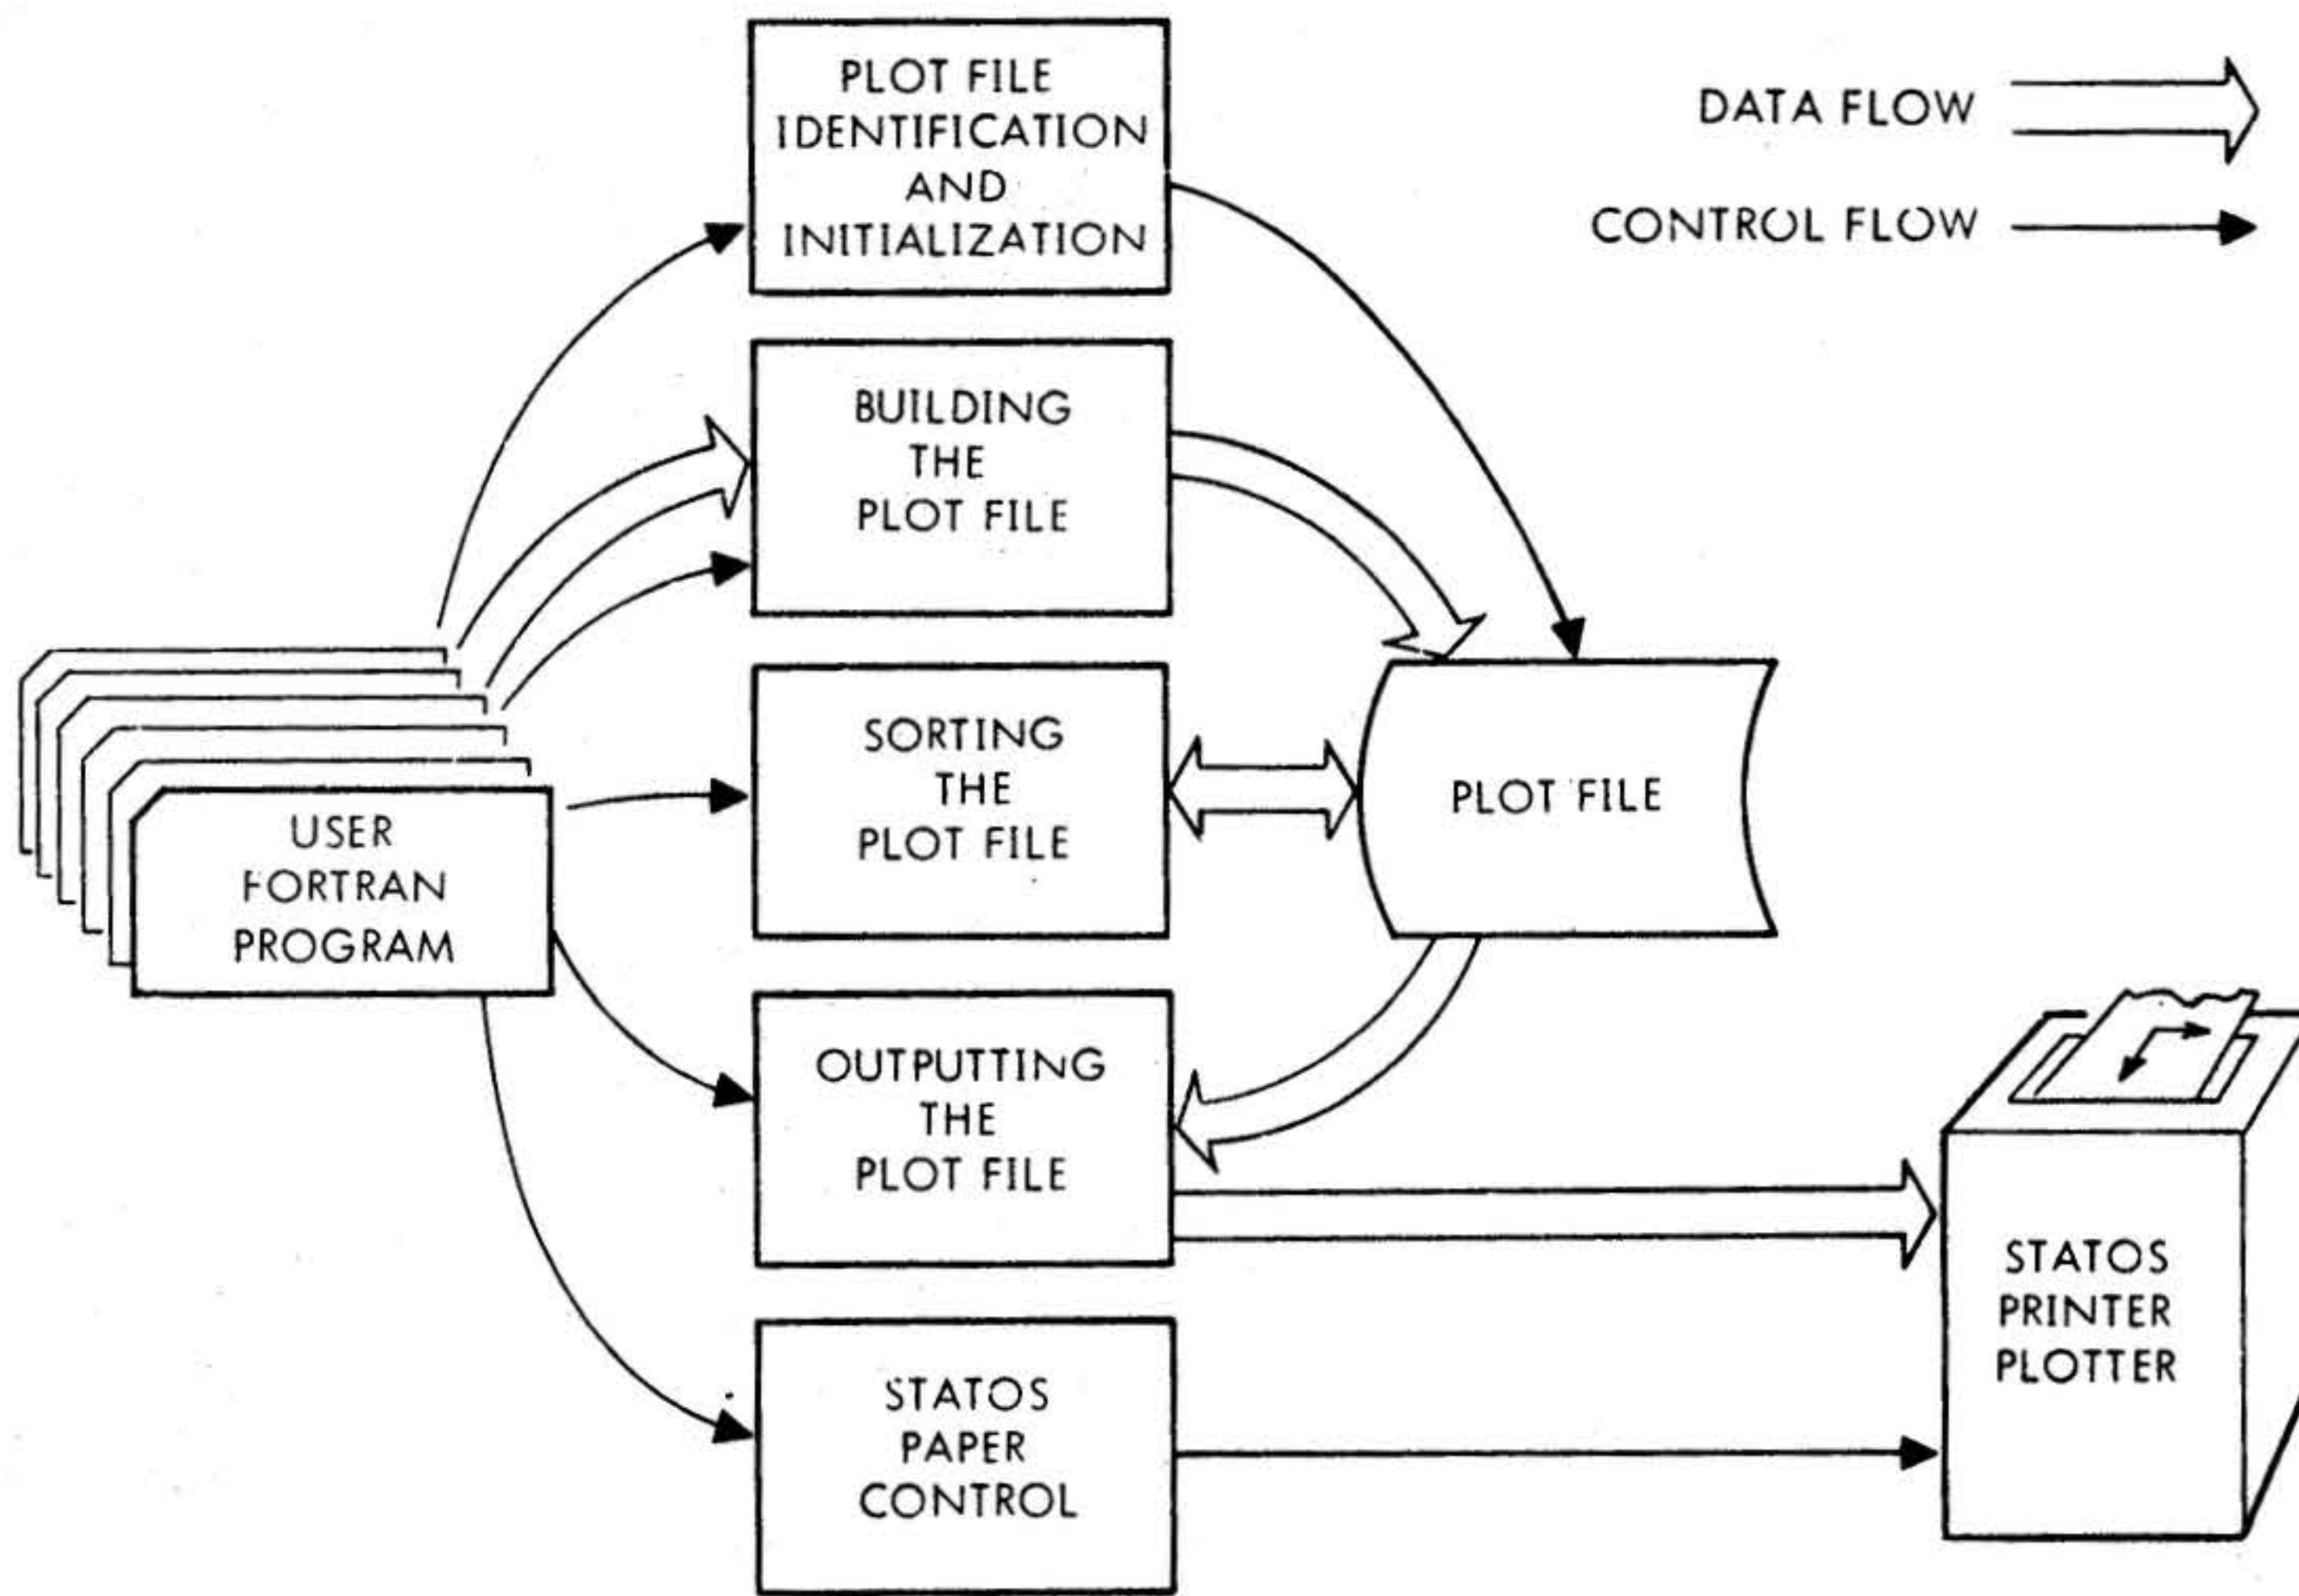 PLOT FILE
IDENTIFICATION
AND
INITIALIZATION
DATA FLOW
CONTROL FLOW
BUILDING
THE
PLOT FILE
SORTING
THE
PLOT FILE
PLOT FILE
USER
FORTRAN
PROGRAM
OUTPUTTING
THE
PLOT FILE
STATOS
PRINTER
PLOTTER
STATOS
PAPER
CONTROL